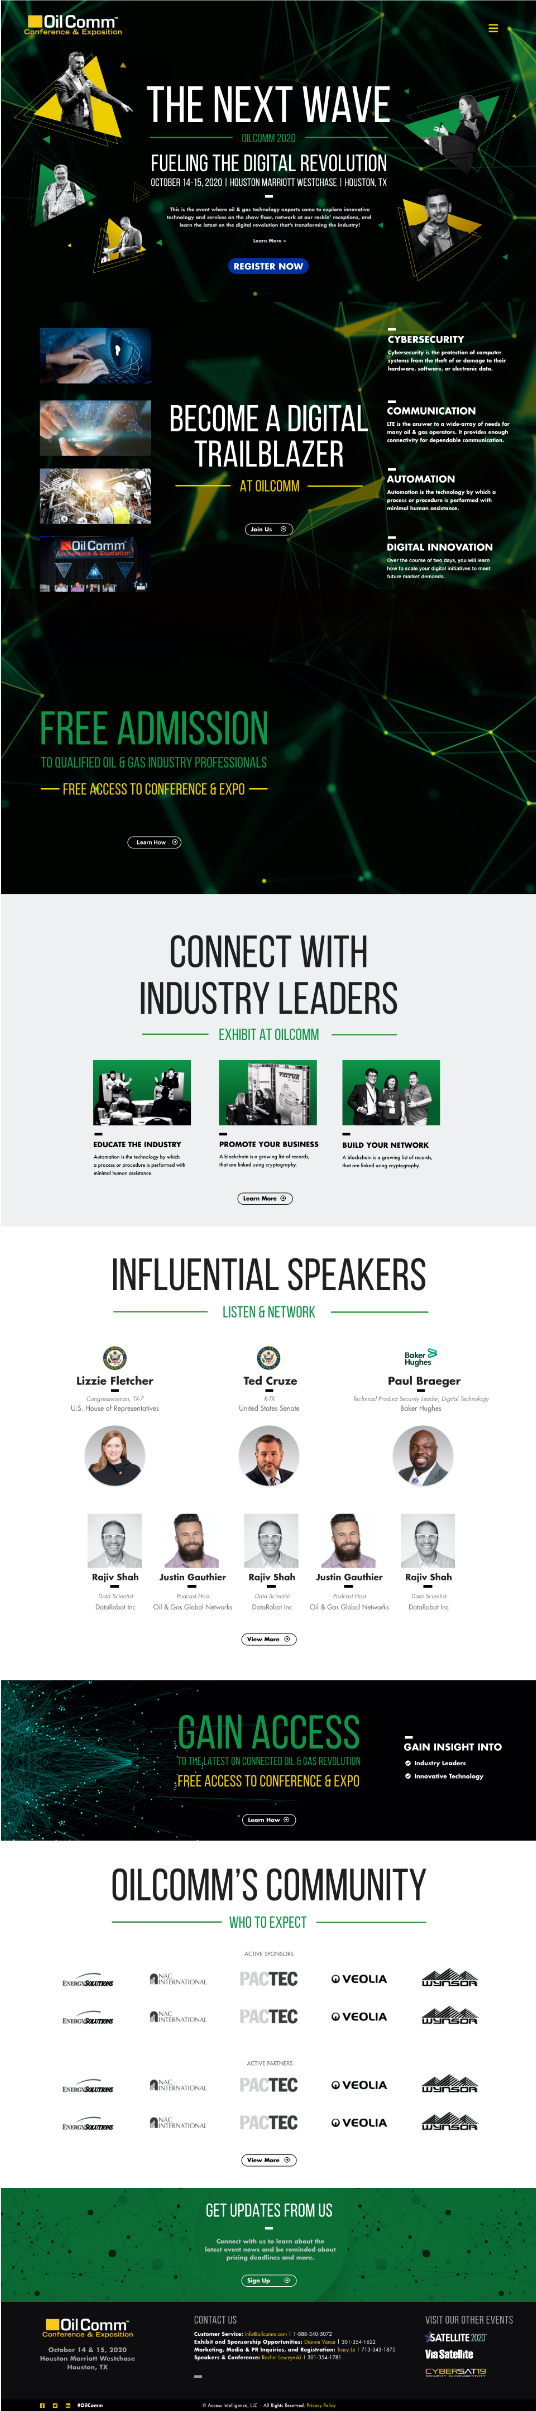 OilComm™
Conference & Exposition
THE NEXT WAVE
OILCOMM 2020
FUELING THE DIGITAL REVOLUTION
OCTOBER 14-15, 2020 | HOUSTON MARRIOTT WESTCHASE | HOUSTON, TX
This is the event where oil & gas technology experts come to explore innovative
technology and services on the show floor, network at our rockin' receptions, and
learn the latest on the digital revolution that's transforming the industry!
Learn More »
REGISTER NOW
BECOME A DIGITAL
TRAILBLAZER
AT OILCOMM
Join Us
CYBERSECURITY
Cybersecurity is the protection of computer
systems from the theft of or damage to their
hardware, software, or electronic data.
COMMUNICATION
LTE is the answer to a wide-array of needs for
many oil & gas operators. It provides enough
connectivity for dependable communication.
AUTOMATION
Automation is the technology by which a
process or procedure is performed with
minimal human assistance.
OilComm
Conference & Exposition
DIGITAL INNOVATION
Over the course of two days, you will learn
how to scale your digital initiatives to meet
future market demands.
FREE ADMISSION
TO QUALIFIED OIL & GAS INDUSTRY PROFESSIONALS
FREE ACCESS TO CONFERENCE & EXPO
Learn How
CONNECT WITH
INDUSTRY LEADERS
EXHIBIT AT OILCOMM
EDUCATE THE INDUSTRY
Automation is the technology by which
a process or procedure is performed with
minimal human assistance.
PROMOTE YOUR BUSINESS
A blockchain is a growing list of records,
that are linked using cryptography.
BUILD YOUR NETWORK
A blockchain is a growing list of records,
that are linked using cryptography.
Learn More
INFLUENTIAL SPEAKERS
LISTEN & NETWORK
Baker
Hughes
Lizzie Fletcher
Ted Cruze
Paul Braeger
Congresswoman, TX-7
R-TX
Technical Product Security Leader, Digital Technology
U.S. House of Representatives
United States Senate
Baker Hughes
Rajiv Shah
Justin Gauthier
Rajiv Shah
Justin Gauthier
Rajiv Shah
Data Scientist
Podcast Host
Data Scientist
Podcast Host
Data Scientist
DataRobot Inc
Oil & Gas Global Networks
DataRobot Inc
Oil & Gas Global Networks
DataRobot Inc
View More
GAIN ACCESS
TO THE LATEST ON CONNECTED OIL & GAS REVOLUTION
FREE ACCESS TO CONFERENCE & EXPO
Learn How
GAIN INSIGHT INTO
Industry Leaders
Innovative Technology
OILCOMM'S COMMUNITY
WHO TO EXPECT
ACTIVE SPONSORS
ENERGYSOLUTIONS
NAC
INTERNATIONAL
PACTEC
VEOLIA
WYNSOR
ENERGYSOLUTIONS
NAC
INTERNATIONAL
PACTEC
VEOLIA
WYNSOR
ACTIVE PARTNERS
ENERGYSOLUTIONS
NAC
INTERNATIONAL
PACTEC
VEOLIA
WYNSOR
ENERGYSOLUTIONS
NAC
INTERNATIONAL
PACTEC
VEOLIA
WYNSOR
View More
GET UPDATES FROM US
Connect with us to learn about the
latest event news and be reminded about
pricing deadlines and more.
Sign Up
OilComm™
Conference & Exposition
October 14 & 15, 2020
Houston Marriott Westchase
Houston, TX
CONTACT US
Customer Service: info@oilcomm.com | 1-888-340-5072
Exhibit and Sponsorship Opportunities: Dianne Vance | 301-354-1622
Marketing, Media & PR Inquiries, and Registration: Tracy Lo | 713-343-1875
Speakers & Conference: Rachel Leszczynski | 301-354-1781
VISIT OUR OTHER EVENTS
SATELLITE 2020
Via Satellite
CYBERSAT19
SECURITY IN CONNECTIVITY
#OilComm
© Access Intelligence, LLC – All Rights Reserved. Privacy Policy